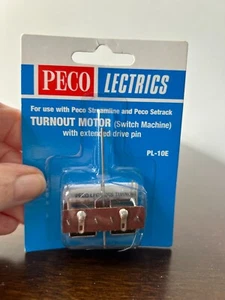 PECO LECTRICS
For use with Peco Streamline and Peco Setrack
TURNOUT MOTOR (Switch Machine)
with extended drive pin
PL-10E